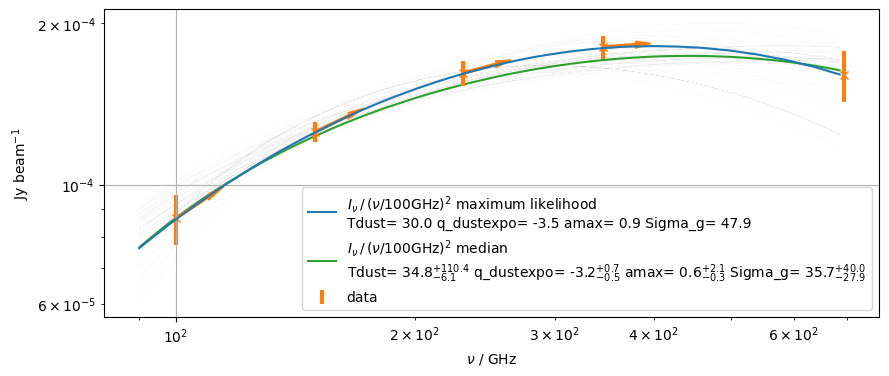 2 × 10⁻⁴
10⁻⁴
6 × 10⁻⁵
Jy beam⁻¹
I_ν / (ν/100GHz)² maximum likelihood
Tdust= 30.0 q_dustexpo= -3.5 amax= 0.9 Sigma_g= 47.9
I_ν / (ν/100GHz)² median
Tdust= 34.8^{+110.4}_{−6.1} q_dustexpo= -3.2^{+0.7}_{−0.5} amax= 0.6^{+2.1}_{−0.3} Sigma_g= 35.7^{+40.0}_{−27.9}
data
10² 2 × 10² 3 × 10² 4 × 10² 6 × 10²
ν / GHz